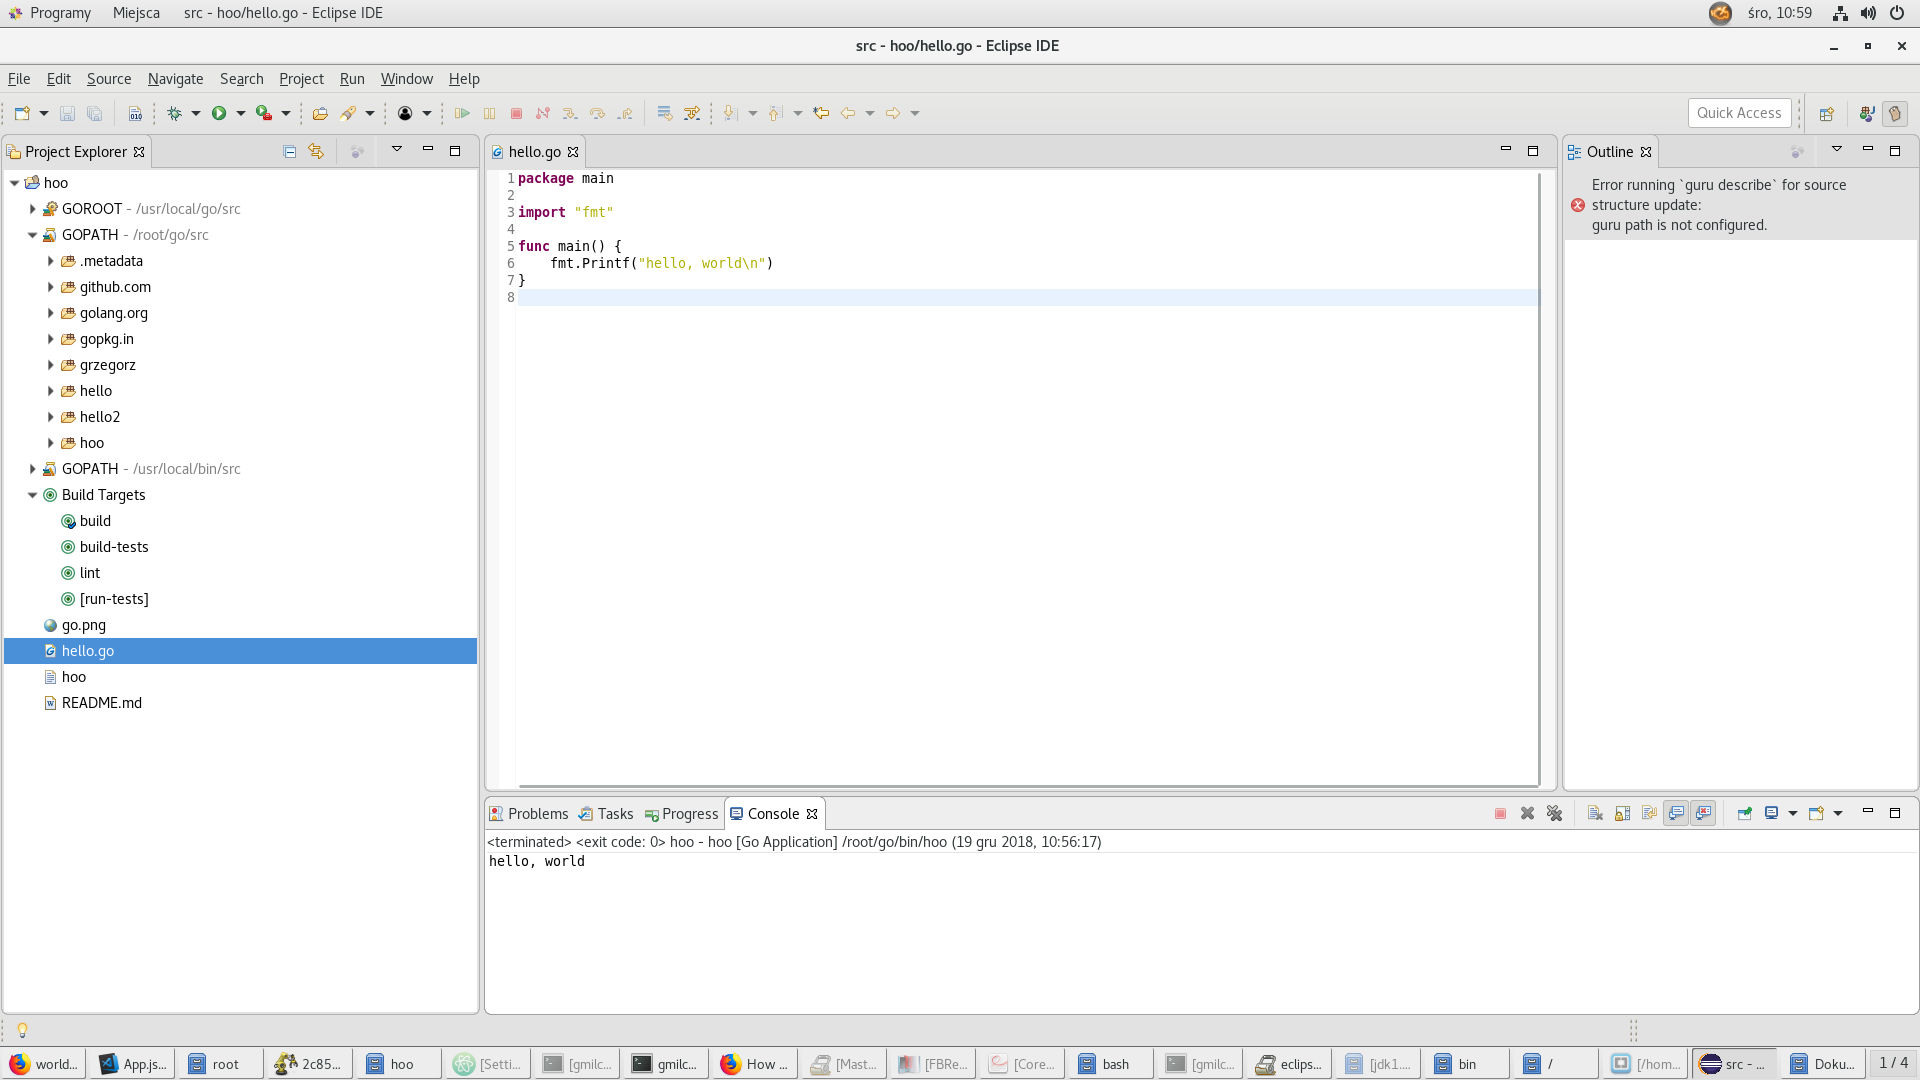 Programy Miejsca src - hoo/hello.go - Eclipse IDE śro, 10:59
src - hoo/hello.go - Eclipse IDE
File Edit Source Navigate Search Project Run Window Help
Quick Access
Project Explorer
hoo
GOROOT - /usr/local/go/src
GOPATH - /root/go/src
.metadata
github.com
golang.org
gopkg.in
grzegorz
hello
hello2
hoo
GOPATH - /usr/local/bin/src
Build Targets
build
build-tests
lint
[run-tests]
go.png
hello.go
hoo
README.md
hello.go
1 package main
2
3 import "fmt"
4
5 func main() {
6 fmt.Printf("hello, world\n")
7 }
8
Outline
Error running `guru describe` for source
structure update:
guru path is not configured.
Problems Tasks Progress Console
<terminated> <exit code: 0> hoo - hoo [Go Application] /root/go/bin/hoo (19 gru 2018, 10:56:17)
hello, world
world... App.js... root 2c85... hoo [Setti... [gmilc... gmilc... How ... [Mast... [FBRe... [Core... bash [gmilc... eclips... [jdk1.... bin / [/hom... src - ... Doku... 1 / 4